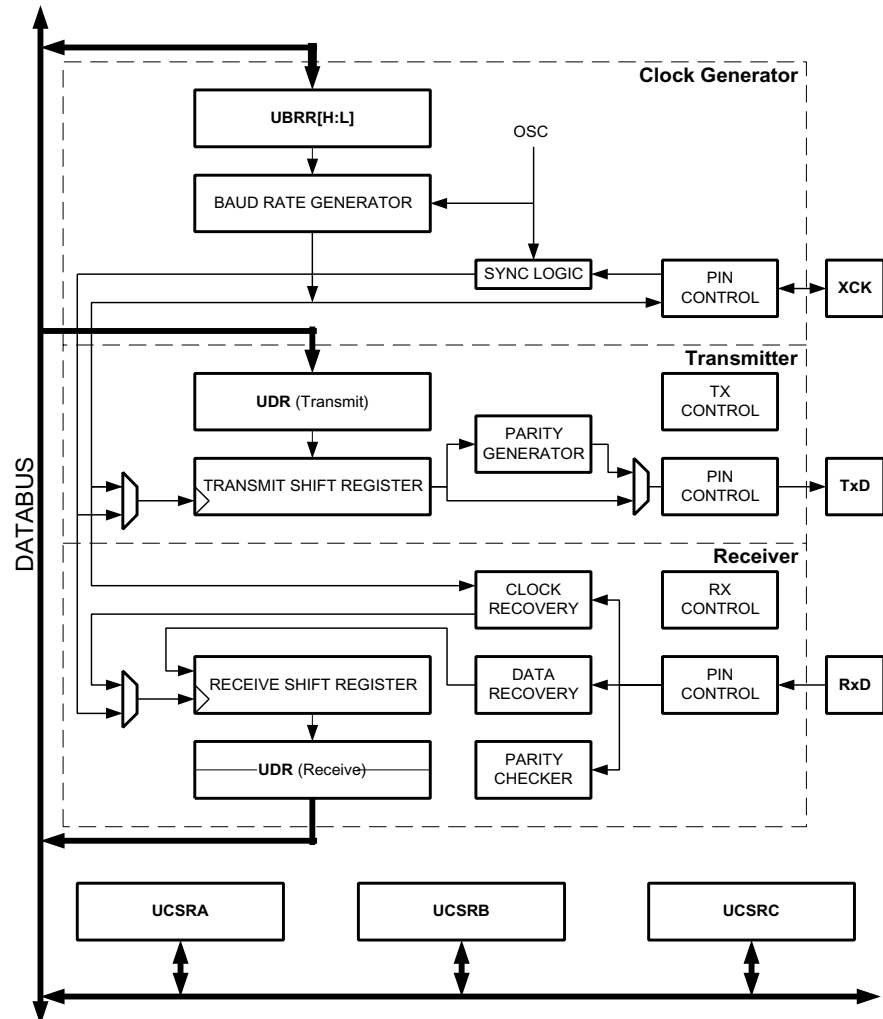 Clock Generator
UBRR[H:L]
OSC
BAUD RATE GENERATOR
SYNC LOGIC
PIN
CONTROL
XCK
Transmitter
UDR (Transmit)
TX
CONTROL
PARITY
GENERATOR
TRANSMIT SHIFT REGISTER
PIN
CONTROL
TxD
DATABUS
Receiver
CLOCK
RECOVERY
RX
CONTROL
RECEIVE SHIFT REGISTER
DATA
RECOVERY
PIN
CONTROL
RxD
UDR (Receive)
PARITY
CHECKER
UCSRA
UCSRB
UCSRC